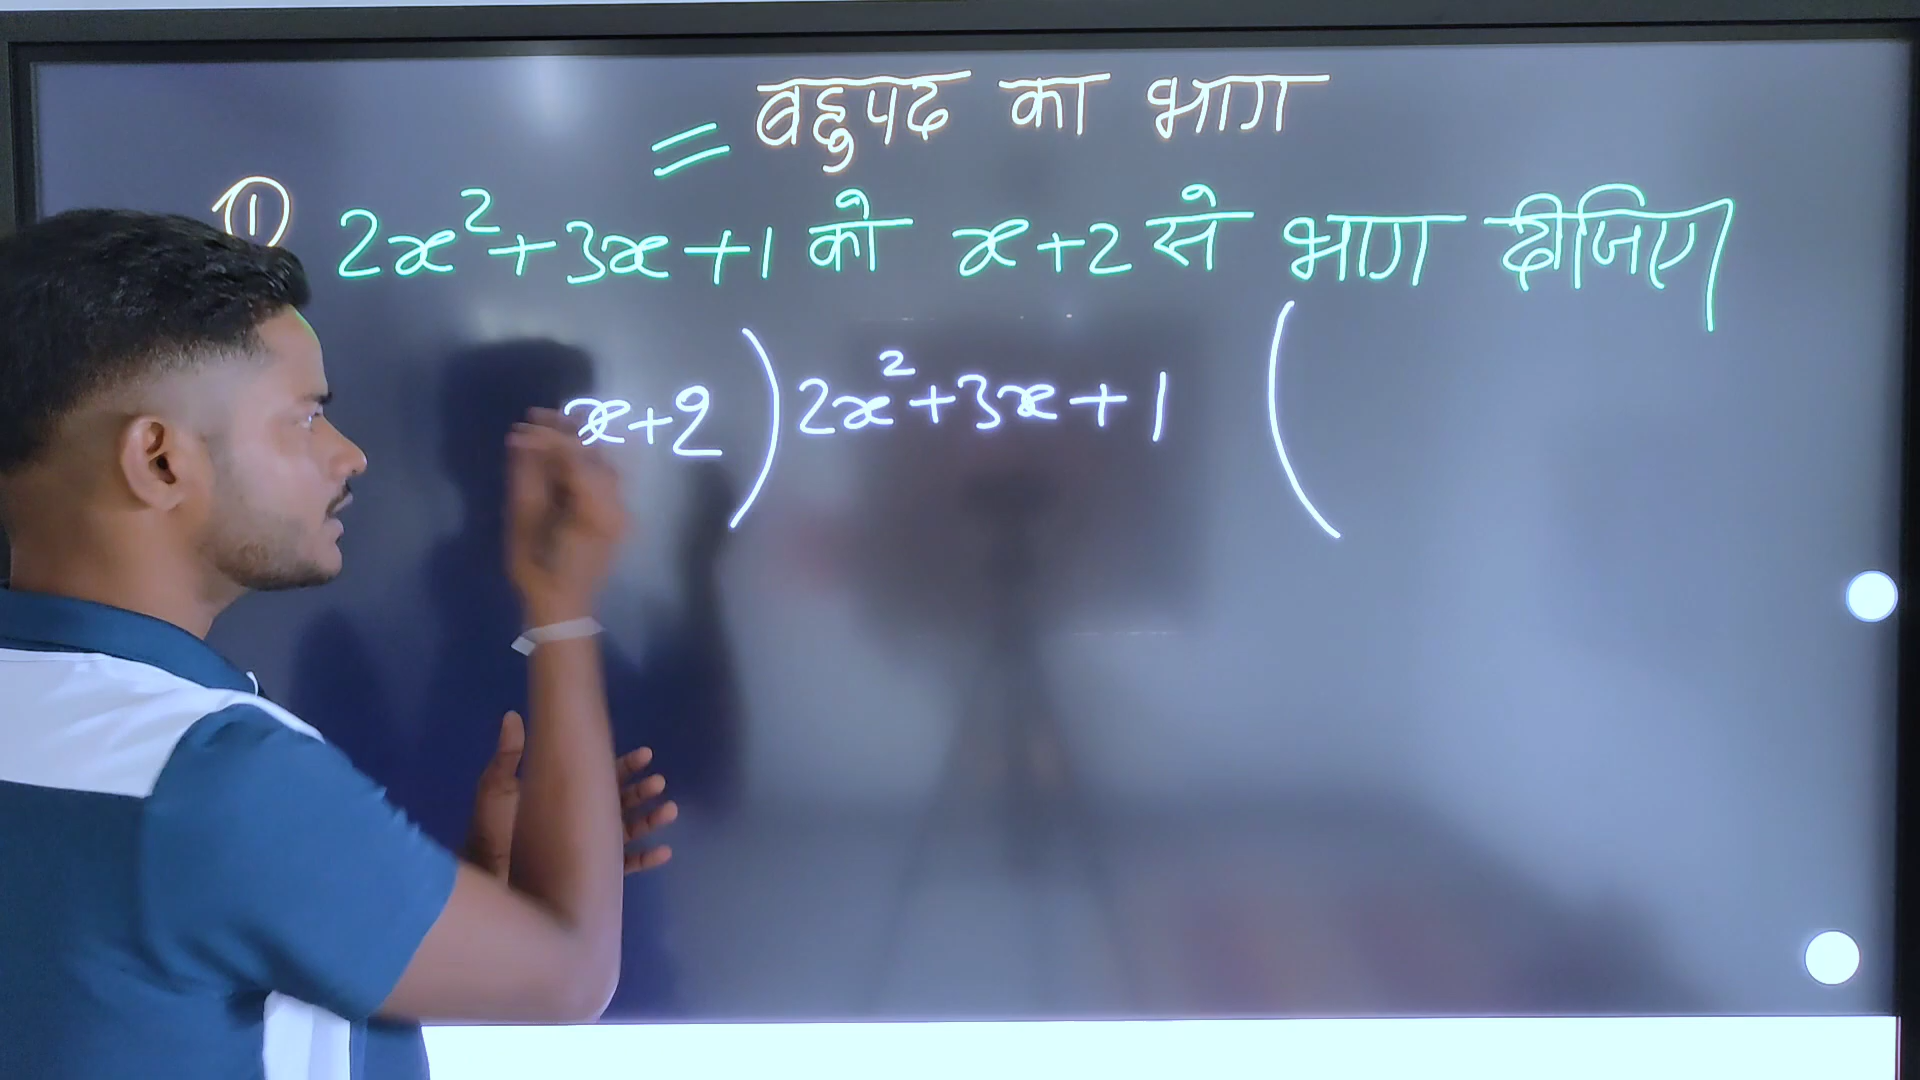 = बहुपद का भाग
① 2x²+3x+1 को x+2 से भाग दीजिए
x+2 ) 2x²+3x+1 (